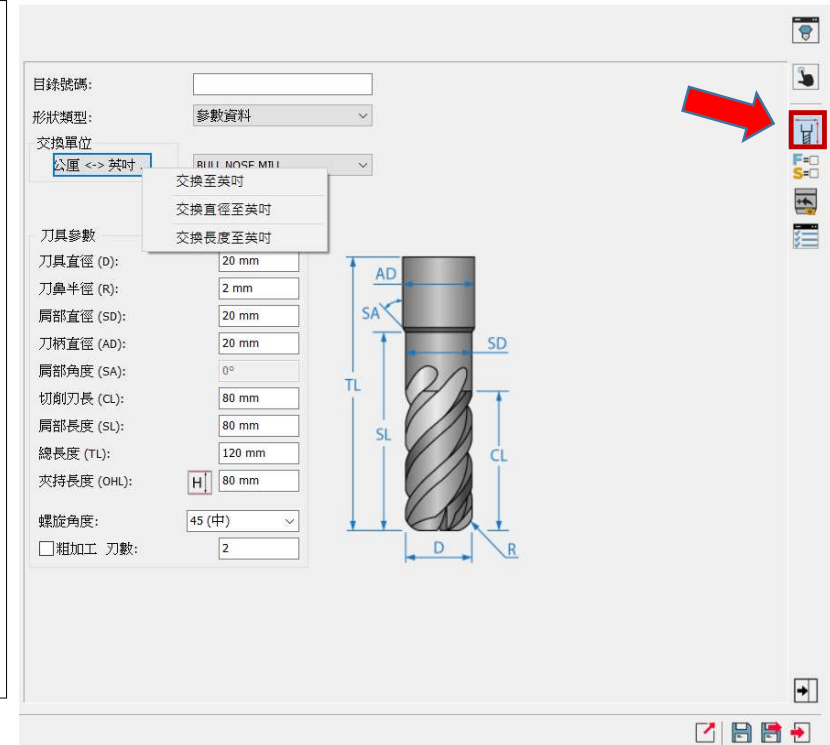 目錄號碼:
形狀類型: 參數資料
交換單位
公厘 <-> 英吋 . BULL NOSE MILL
交換至英吋
交換直徑至英吋
交換長度至英吋
刀具參數
刀具直徑 (D): 20 mm
刀鼻半徑 (R): 2 mm
肩部直徑 (SD): 20 mm
刀柄直徑 (AD): 20 mm
肩部角度 (SA): 0°
切削刃長 (CL): 80 mm
肩部長度 (SL): 80 mm
總長度 (TL): 120 mm
夾持長度 (OHL): H 80 mm
螺旋角度: 45 (中)
粗加工 刃數: 2
AD
SA
SD
TL
SL
CL
D
R
F=
S=